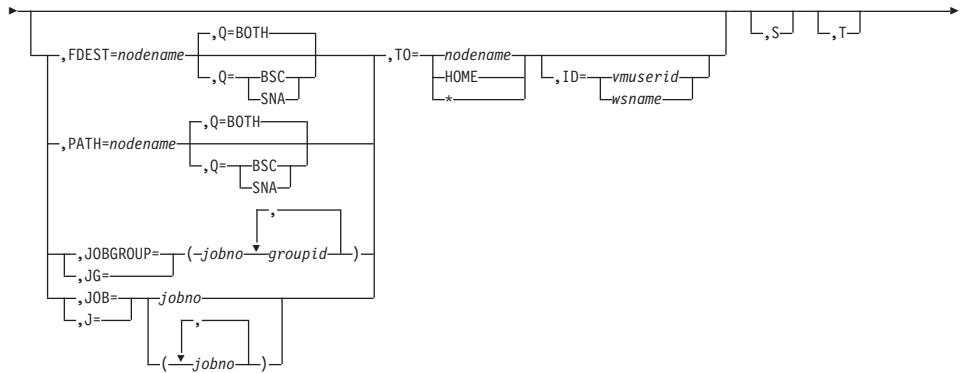 ,S ,T
,Q=BOTH
,FDEST=nodename ,TO= nodename
,Q= BSC HOME ,ID= vmuserid
SNA * wsname
,Q=BOTH
,PATH=nodename
,Q= BSC
SNA
,
,JOBGROUP= ( jobno groupid )
,JG=
,JOB= jobno
,J= ,
( jobno )